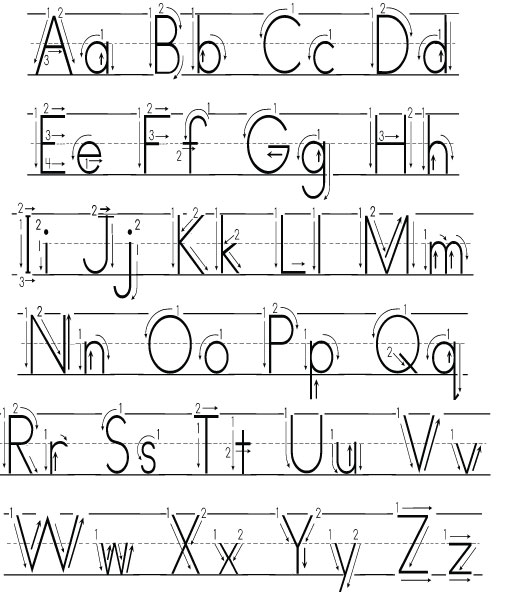 Aa Bb Cc Dd
Ee Ff Gg Hh
Ii Jj Kk Ll Mm
Nn Oo Pp Qq
Rr Ss Tt Uu Vv
Ww Xx Yy Zz